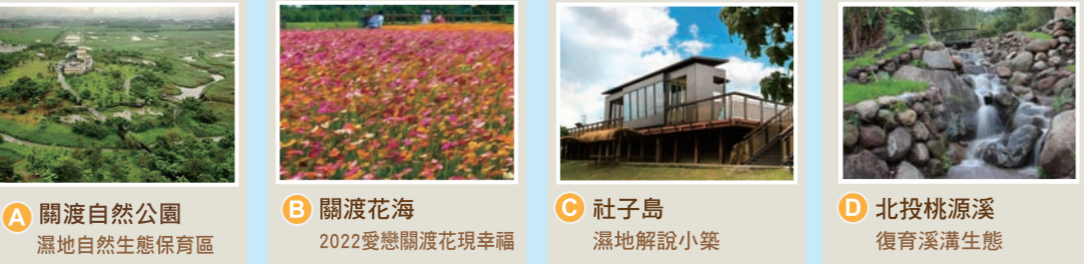 A 關渡自然公園
濕地自然生態保育區
B 關渡花海
2022愛戀關渡花現幸福
C 社子島
濕地解說小築
D 北投桃源溪
復育溪溝生態